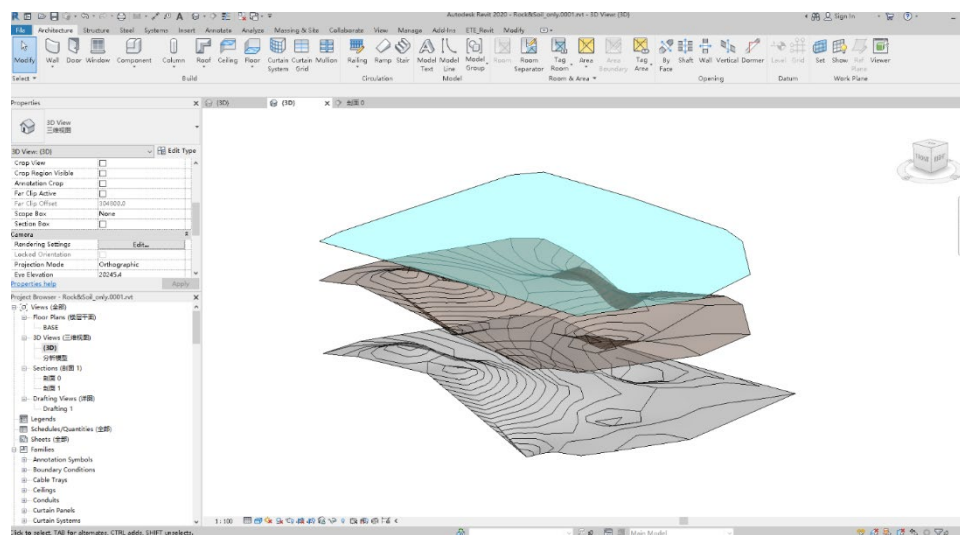 Autodesk Revit 2020 - Rock&Soil_only.0001.rvt - 3D View: {3D}
Sign In
File Architecture Structure Steel Systems Insert Annotate Analyze Massing & Site Collaborate View Manage Add-Ins ETE_Revit Modify
Modify Wall Door Window Component Column Roof Ceiling Floor Curtain System Curtain Grid Mullion Railing Ramp Stair Model Text Model Line Model Group Room Room Separator Tag Room Area Area Boundary Tag Area By Face Shaft Wall Vertical Dormer Level Grid Set Show Ref Plane Viewer
Select Build Circulation Model Room & Area Opening Datum Work Plane
Properties
{3D} {3D} 剖面 0
3D View
三维视图
3D View: {3D} Edit Type
Crop View
Crop Region Visible
Annotation Crop
Far Clip Active
Far Clip Offset 304800.0
Scope Box None
Section Box
Camera
Rendering Settings Edit...
Locked Orientation
Projection Mode Orthographic
Eye Elevation 20245.4
Properties help Apply
Project Browser - Rock&Soil_only.0001.rvt
Views (全部)
Floor Plans (楼层平面)
BASE
3D Views (三维视图)
{3D}
分析模型
Sections (剖面 1)
剖面 0
剖面 1
Drafting Views (详图)
Drafting 1
Legends
Schedules/Quantities (全部)
Sheets (全部)
Families
Annotation Symbols
Boundary Conditions
Cable Trays
Ceilings
Conduits
Curtain Panels
Curtain Systems
1 : 100
Click to select, TAB for alternates, CTRL adds, SHIFT unselects.
Main Model